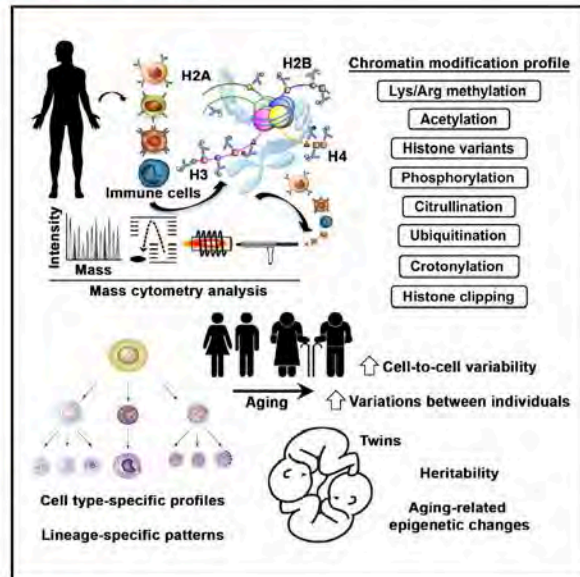 H2A
H2B
H3
H4
Immune cells
Intensity
Mass
Mass cytometry analysis
Chromatin modification profile
Lys/Arg methylation
Acetylation
Histone variants
Phosphorylation
Citrullination
Ubiquitination
Crotonylation
Histone clipping
Aging
Cell-to-cell variability
Variations between individuals
Cell type-specific profiles
Lineage-specific patterns
Twins
Heritability
Aging-related
epigenetic changes